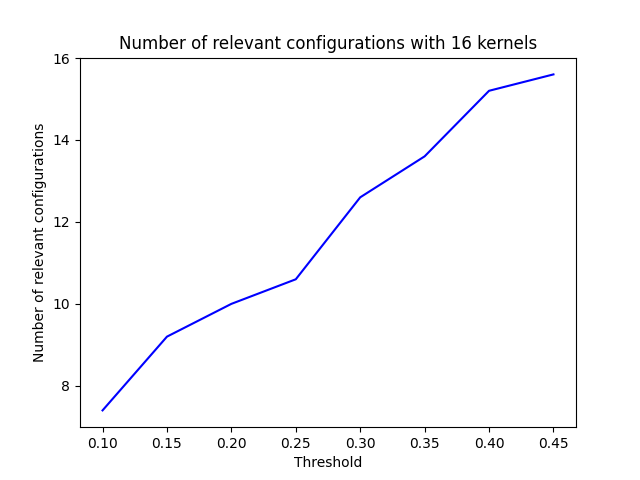 Number of relevant configurations with 16 kernels
Number of relevant configurations
16
14
12
10
8
0.10 0.15 0.20 0.25 0.30 0.35 0.40 0.45
Threshold